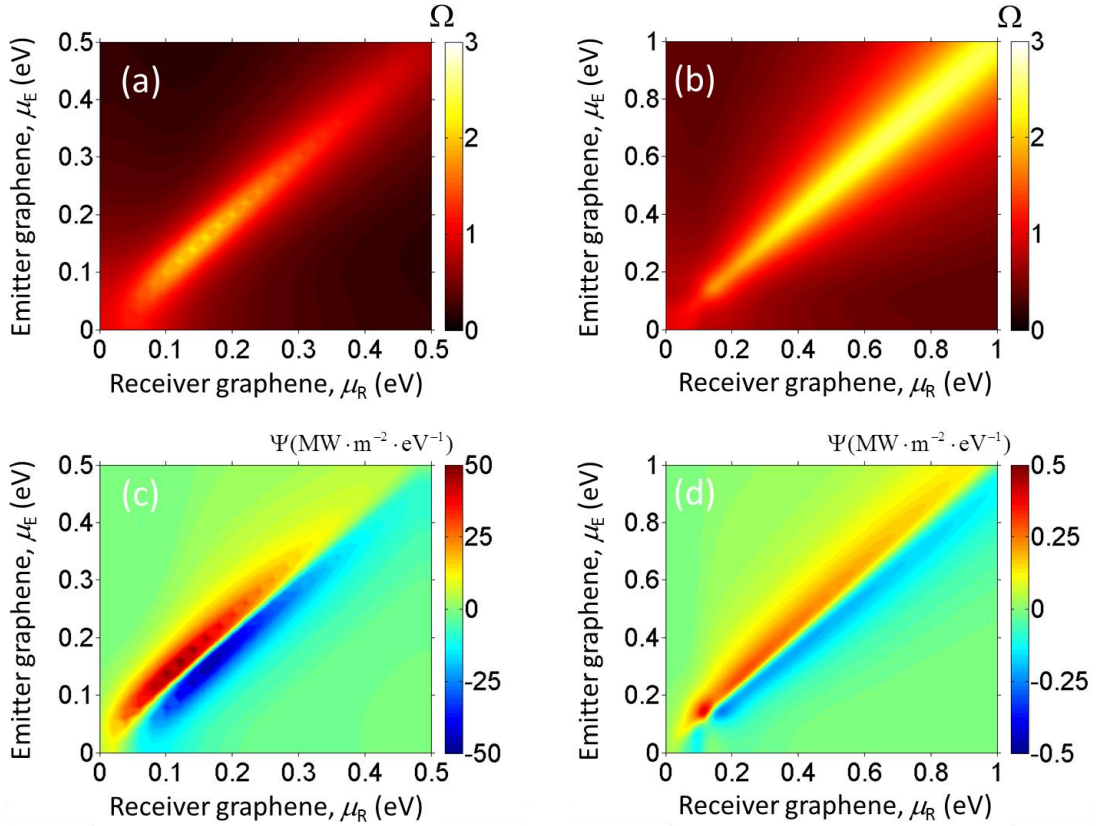 Ω
Ω
(a)
0.5
0.4
0.3
0.2
0.1
0
Emitter graphene, μE (eV)
0 0.1 0.2 0.3 0.4 0.5
Receiver graphene, μR (eV)
3
2
1
0
(b)
1
0.8
0.6
0.4
0.2
0
Emitter graphene, μE (eV)
0 0.2 0.4 0.6 0.8 1
Receiver graphene, μR (eV)
3
2
1
0
Ψ(MW · m⁻² · eV⁻¹)
(c)
0.5
0.4
0.3
0.2
0.1
0
Emitter graphene, μE (eV)
0 0.1 0.2 0.3 0.4 0.5
Receiver graphene, μR (eV)
50
25
0
-25
-50
Ψ(MW · m⁻² · eV⁻¹)
(d)
1
0.8
0.6
0.4
0.2
0
Emitter graphene, μE (eV)
0 0.2 0.4 0.6 0.8 1
Receiver graphene, μR (eV)
0.5
0.25
0
-0.25
-0.5